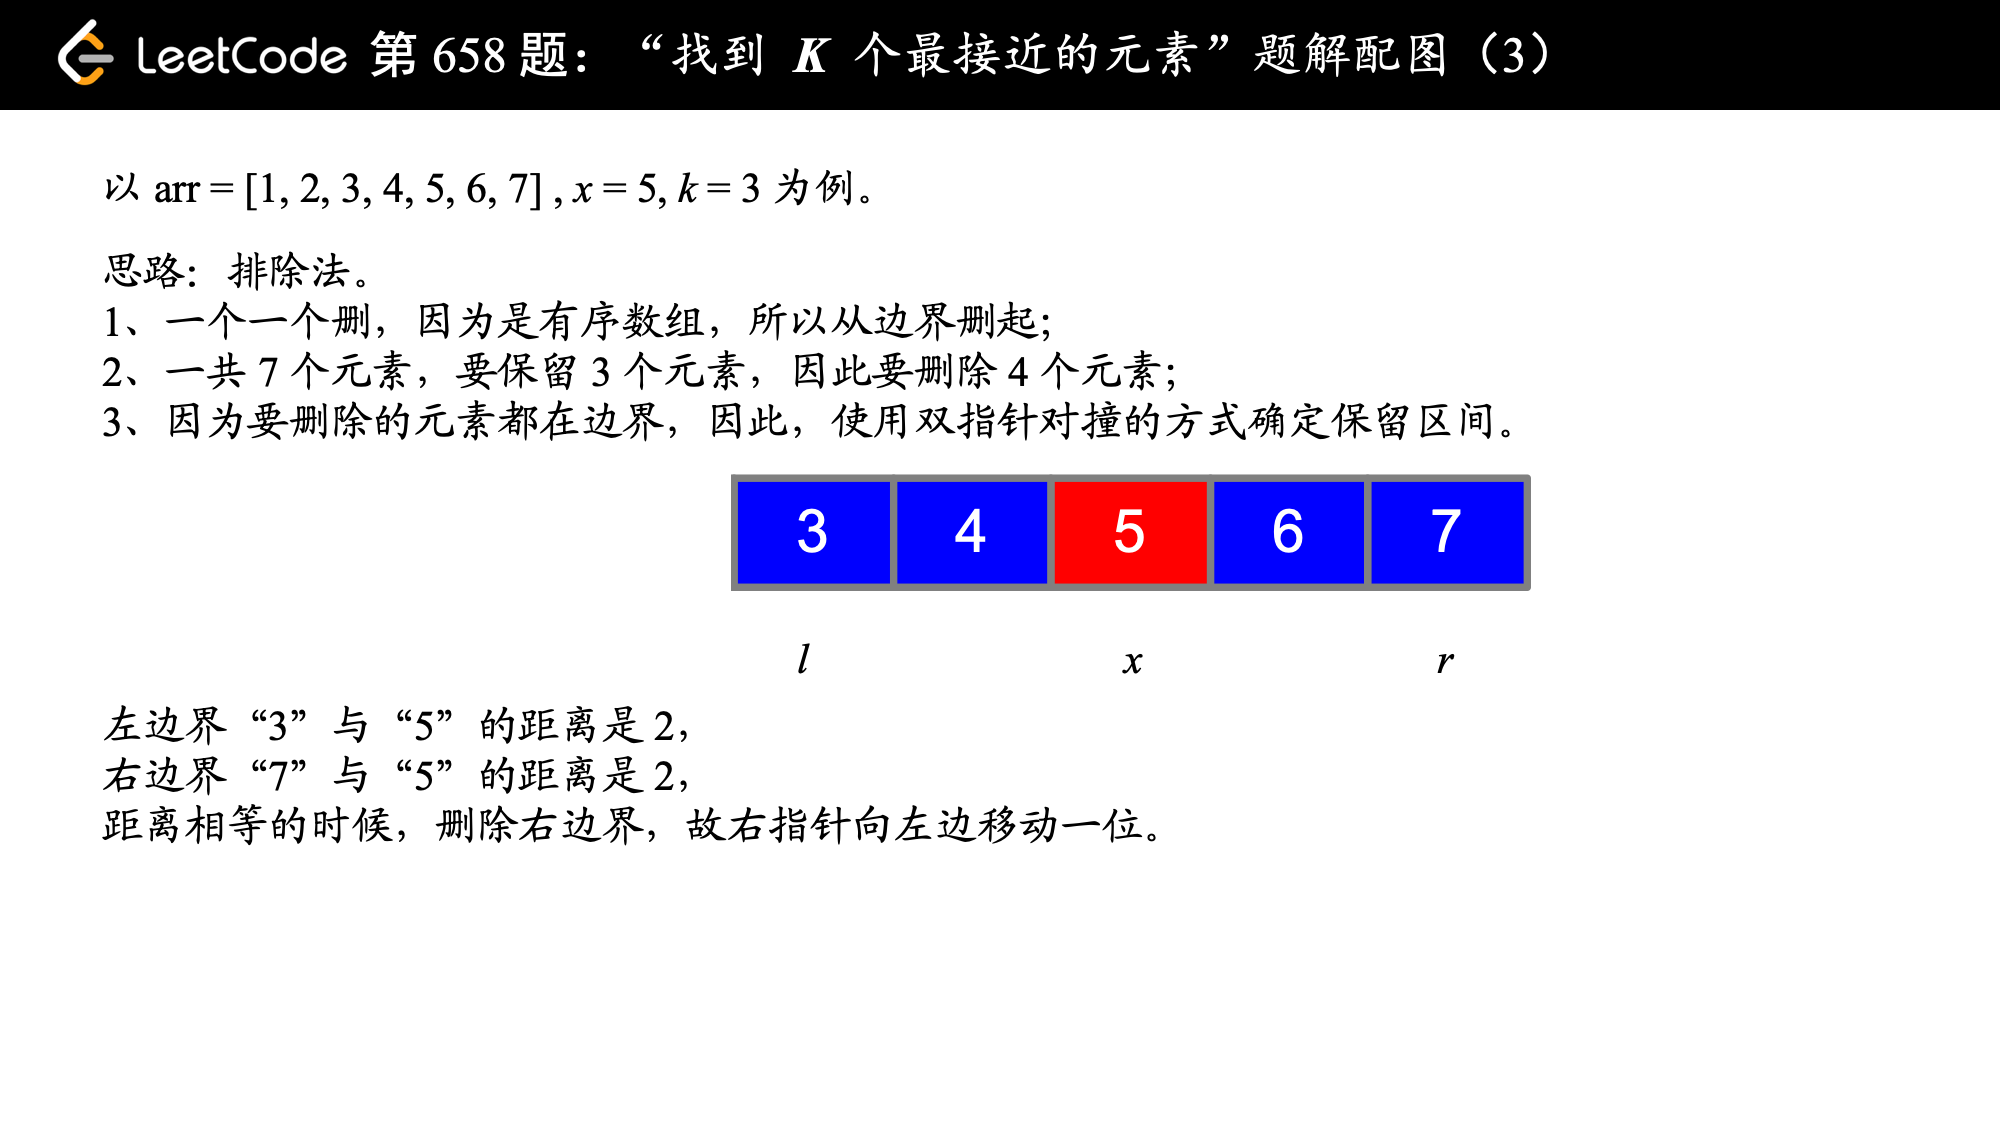 LeetCode 第 658 题：“找到 K 个最接近的元素”题解配图（3）
以 arr = [1, 2, 3, 4, 5, 6, 7] , x = 5, k = 3 为例。
思路：排除法。
1、一个一个删，因为是有序数组，所以从边界删起；
2、一共 7 个元素，要保留 3 个元素，因此要删除 4 个元素；
3、因为要删除的元素都在边界，因此，使用双指针对撞的方式确定保留区间。
3 4 5 6 7
l x r
左边界“3”与“5”的距离是 2，
右边界“7”与“5”的距离是 2，
距离相等的时候，删除右边界，故右指针向左边移动一位。